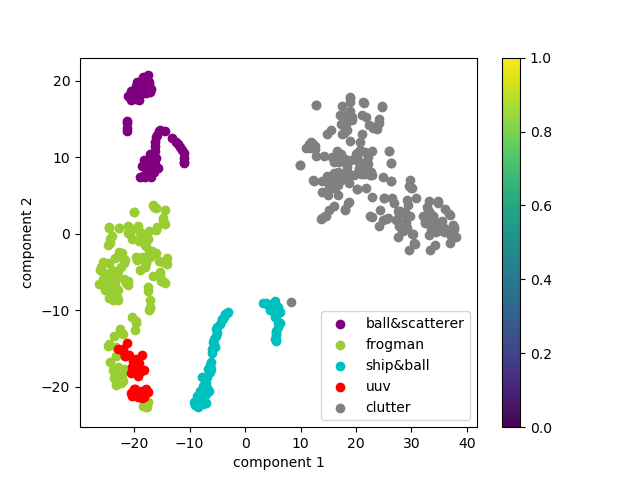 20
10
0
−10
−20
component 2
−20
−10
0
10
20
30
40
component 1
ball&scatterer
frogman
ship&ball
uuv
clutter
1.0
0.8
0.6
0.4
0.2
0.0